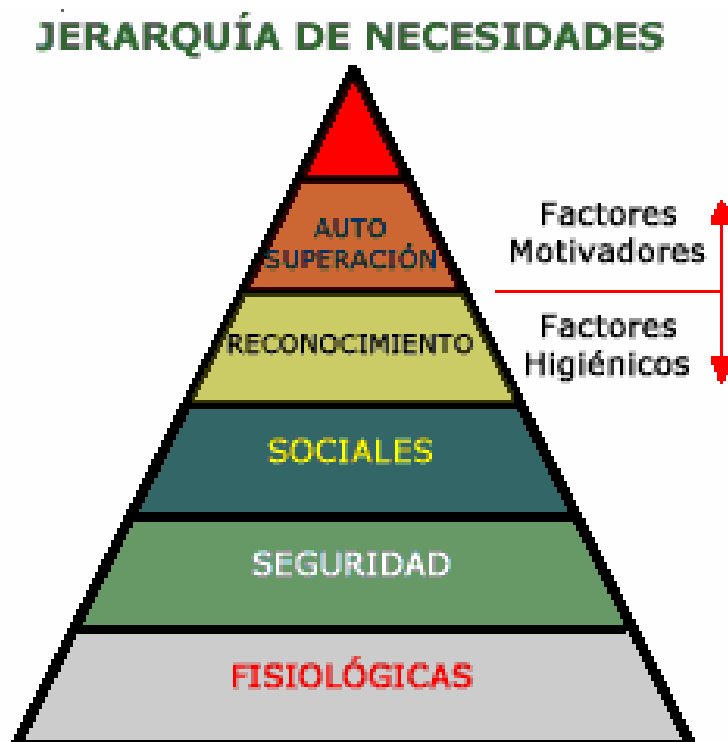 JERARQUÍA DE NECESIDADES
AUTO
SUPERACIÓN
Factores
Motivadores
RECONOCIMIENTO
Factores
Higiénicos
SOCIALES
SEGURIDAD
FISIOLÓGICAS